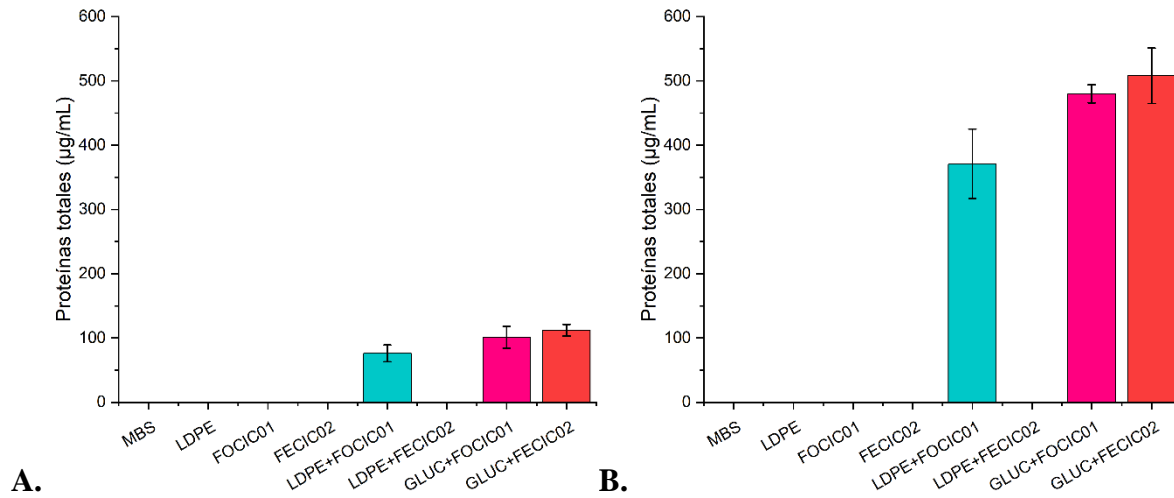 Proteínas totales (µg/mL)
600
500
400
300
200
100
0
MBS
LDPE
FOCIC01
FECIC02
LDPE+FOCIC01
LDPE+FECIC02
GLUC+FOCIC01
GLUC+FECIC02
A.
Proteínas totales (µg/mL)
600
500
400
300
200
100
0
MBS
LDPE
FOCIC01
FECIC02
LDPE+FOCIC01
LDPE+FECIC02
GLUC+FOCIC01
GLUC+FECIC02
B.